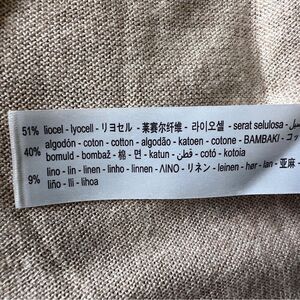 51% liocel - lyocell - リヨセル - 莱赛尔纤维 - 라이오셀 - serat selulosa -
40% algodón - coton - cotton - algodão - katoen - cotone - ΒΑΜΒΑΚΙ -
bomuld - bombaž - 棉 - 면 - katun - قطن - cotó - kotoia
9% lino - lin - linen - linho - linnen - ΛΙΝΟ - リネン - leinen - hør - lan - 亚麻 -
liño - lli - lihoa